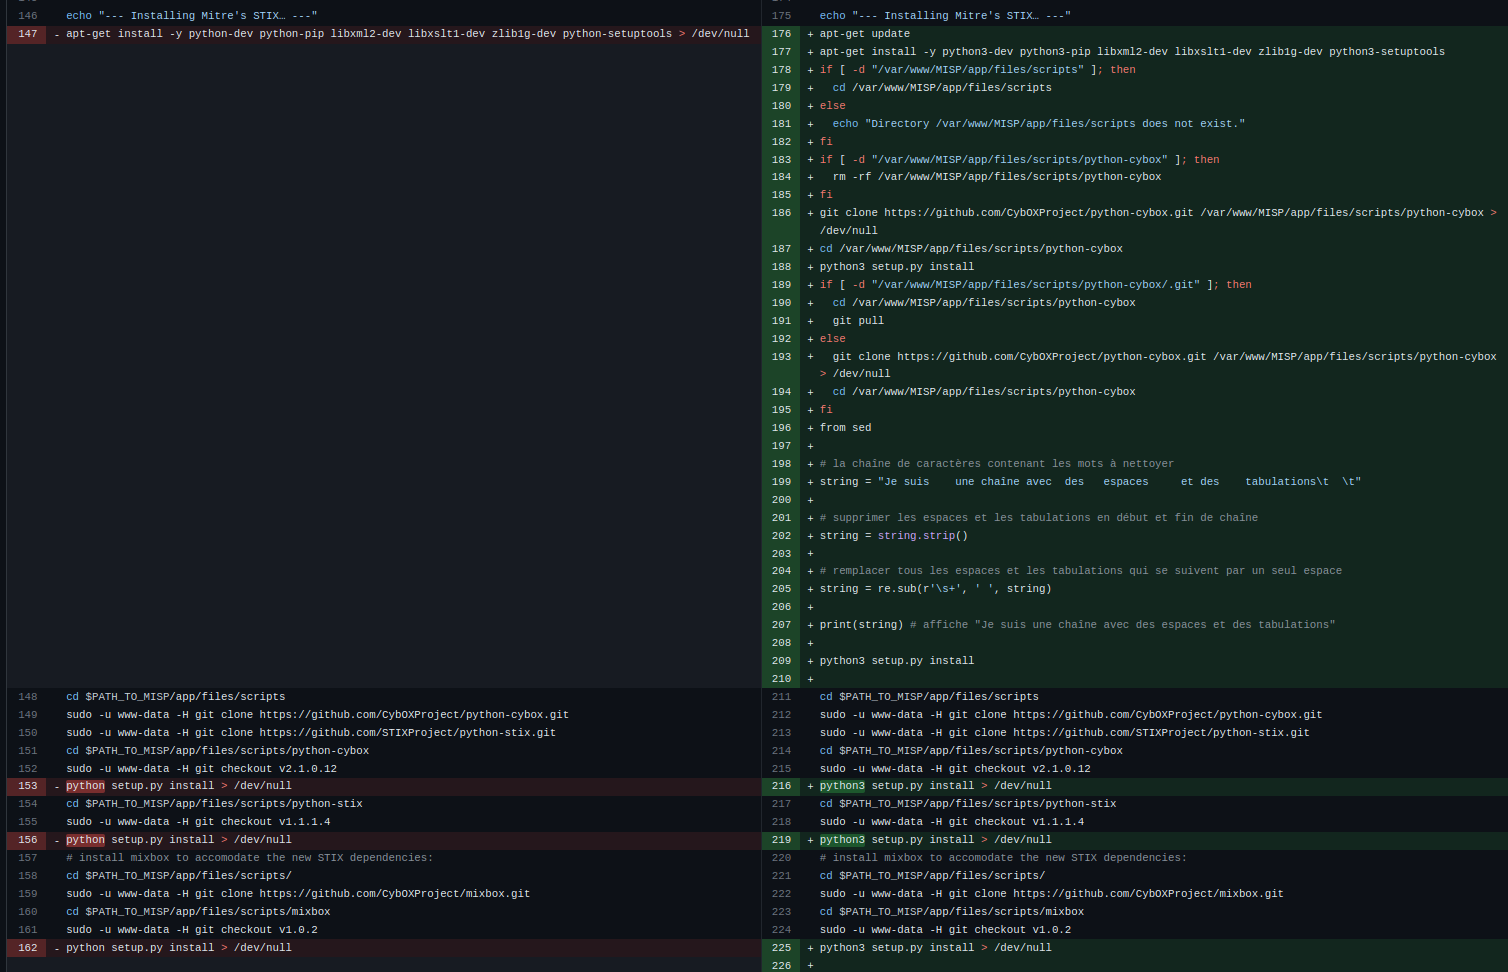 146 echo "--- Installing Mitre's STIX… ---"
147 - apt-get install -y python-dev python-pip libxml2-dev libxslt1-dev zlib1g-dev python-setuptools > /dev/null
148 cd $PATH_TO_MISP/app/files/scripts
149 sudo -u www-data -H git clone https://github.com/CybOXProject/python-cybox.git
150 sudo -u www-data -H git clone https://github.com/STIXProject/python-stix.git
151 cd $PATH_TO_MISP/app/files/scripts/python-cybox
152 sudo -u www-data -H git checkout v2.1.0.12
153 - python setup.py install > /dev/null
154 cd $PATH_TO_MISP/app/files/scripts/python-stix
155 sudo -u www-data -H git checkout v1.1.1.4
156 - python setup.py install > /dev/null
157 # install mixbox to accomodate the new STIX dependencies:
158 cd $PATH_TO_MISP/app/files/scripts/
159 sudo -u www-data -H git clone https://github.com/CybOXProject/mixbox.git
160 cd $PATH_TO_MISP/app/files/scripts/mixbox
161 sudo -u www-data -H git checkout v1.0.2
162 - python setup.py install > /dev/null
175 echo "--- Installing Mitre's STIX… ---"
176 + apt-get update
177 + apt-get install -y python3-dev python3-pip libxml2-dev libxslt1-dev zlib1g-dev python3-setuptools
178 + if [ -d "/var/www/MISP/app/files/scripts" ]; then
179 + cd /var/www/MISP/app/files/scripts
180 + else
181 + echo "Directory /var/www/MISP/app/files/scripts does not exist."
182 + fi
183 + if [ -d "/var/www/MISP/app/files/scripts/python-cybox" ]; then
184 + rm -rf /var/www/MISP/app/files/scripts/python-cybox
185 + fi
186 + git clone https://github.com/CybOXProject/python-cybox.git /var/www/MISP/app/files/scripts/python-cybox >
/dev/null
187 + cd /var/www/MISP/app/files/scripts/python-cybox
188 + python3 setup.py install
189 + if [ -d "/var/www/MISP/app/files/scripts/python-cybox/.git" ]; then
190 + cd /var/www/MISP/app/files/scripts/python-cybox
191 + git pull
192 + else
193 + git clone https://github.com/CybOXProject/python-cybox.git /var/www/MISP/app/files/scripts/python-cybox
> /dev/null
194 + cd /var/www/MISP/app/files/scripts/python-cybox
195 + fi
196 + from sed
197 +
198 + # la chaîne de caractères contenant les mots à nettoyer
199 + string = "Je suis    une chaîne avec  des   espaces     et des    tabulations\t  \t"
200 +
201 + # supprimer les espaces et les tabulations en début et fin de chaîne
202 + string = string.strip()
203 +
204 + # remplacer tous les espaces et les tabulations qui se suivent par un seul espace
205 + string = re.sub(r'\s+', ' ', string)
206 +
207 + print(string) # affiche "Je suis une chaîne avec des espaces et des tabulations"
208 +
209 + python3 setup.py install
210 +
211 cd $PATH_TO_MISP/app/files/scripts
212 sudo -u www-data -H git clone https://github.com/CybOXProject/python-cybox.git
213 sudo -u www-data -H git clone https://github.com/STIXProject/python-stix.git
214 cd $PATH_TO_MISP/app/files/scripts/python-cybox
215 sudo -u www-data -H git checkout v2.1.0.12
216 + python3 setup.py install > /dev/null
217 cd $PATH_TO_MISP/app/files/scripts/python-stix
218 sudo -u www-data -H git checkout v1.1.1.4
219 + python3 setup.py install > /dev/null
220 # install mixbox to accomodate the new STIX dependencies:
221 cd $PATH_TO_MISP/app/files/scripts/
222 sudo -u www-data -H git clone https://github.com/CybOXProject/mixbox.git
223 cd $PATH_TO_MISP/app/files/scripts/mixbox
224 sudo -u www-data -H git checkout v1.0.2
225 + python3 setup.py install > /dev/null
226 +